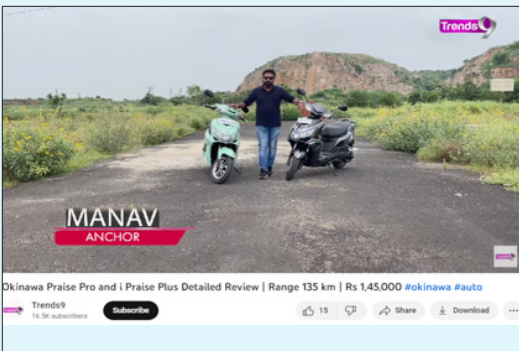 Trends9
MANAV
ANCHOR
Okinawa Praise Pro and i Praise Plus Detailed Review | Range 135 km | Rs 1,45,000 #okinawa #auto
Trends9
16.5K subscribers
Subscribe
15
Share
Download